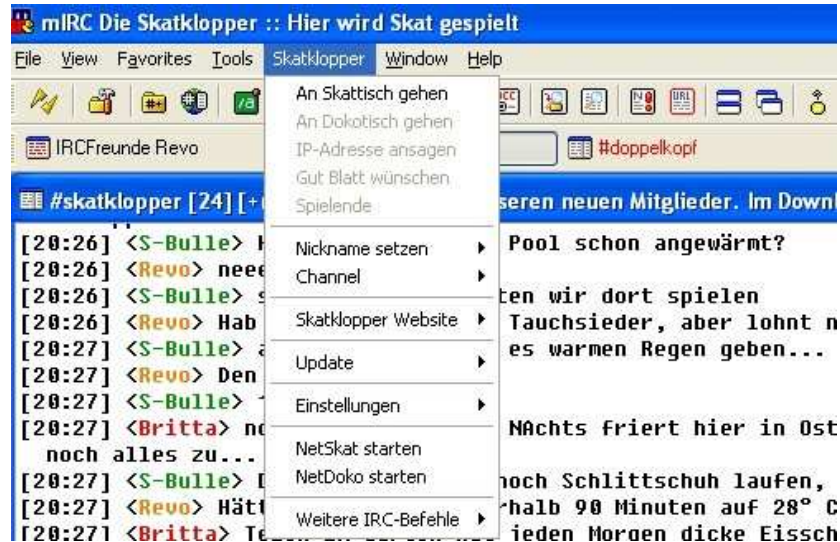 mIRC Die Skatklopper :: Hier wird Skat gespielt
File View Favorites Tools Skatklopper Window Help
IRCFreunde Revo #doppelkopf
#skatklopper [24] [+ seren neuen Mitglieder. Im Down
An Skattisch gehen
An Dokotisch gehen
IP-Adresse ansagen
Gut Blatt wünschen
Spielende
Nickname setzen
Channel
Skatklopper Website
Update
Einstellungen
NetSkat starten
NetDoko starten
Weitere IRC-Befehle
[20:26] <S-Bulle> Pool schon angewärmt?
[20:26] <Revo> neee
[20:26] <S-Bulle> ten wir dort spielen
[20:26] <Revo> Hab Tauchsieder, aber lohnt n
[20:27] <S-Bulle> a es warmen Regen geben...
[20:27] <Revo> Den
[20:27] <S-Bulle>
[20:27] <Britta> no NAchts friert hier in Ost
noch alles zu...
[20:27] <S-Bulle> noch Schlittschuh laufen,
[20:27] <Revo> Hätt rhalb 90 Minuten auf 28° C
[20:27] <Britta> jeden Morgen dicke Eissch